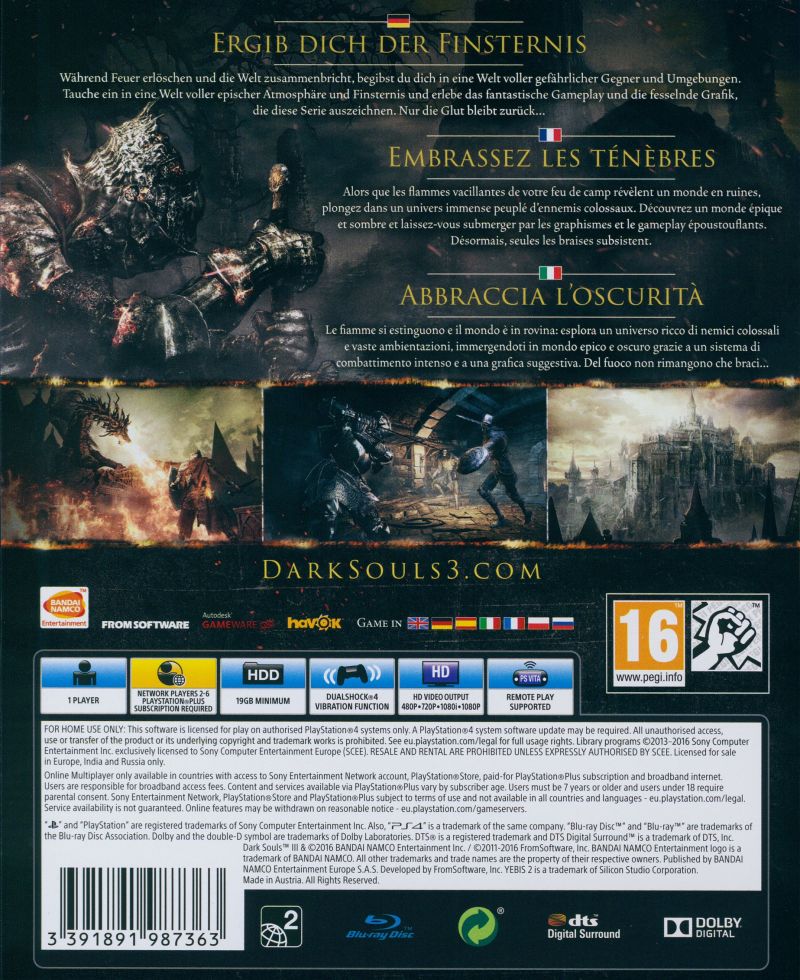 ERGIB DICH DER FINSTERNIS
Während Feuer erlöschen und die Welt zusammenbricht, begibst du dich in eine Welt voller gefährlicher Gegner und Umgebungen.
Tauche ein in eine Welt voller epischer Atmosphäre und Finsternis und erlebe das fantastische Gameplay und die fesselnde Grafik,
die diese Serie auszeichnen. Nur die Glut bleibt zurück...
EMBRASSEZ LES TÉNÈBRES
Alors que les flammes vacillantes de votre feu de camp révèlent un monde en ruines,
plongez dans un univers immense peuplé d'ennemis colossaux. Découvrez un monde épique
et sombre et laissez-vous submerger par les graphismes et le gameplay époustouflants.
Désormais, seules les braises subsistent.
ABBRACCIA L'OSCURITÀ
Le fiamme si estinguono e il mondo è in rovina: esplora un universo ricco di nemici colossali
e vaste ambientazioni, immergendoti in mondo epico e oscuro grazie a un sistema di
combattimento intenso e a una grafica suggestiva. Del fuoco non rimangono che braci...
DARKSOULS3.COM
BANDAI
NAMCO
Entertainment
FROMSOFTWARE
Autodesk
GAMEWARE
havok
GAME IN
16
www.pegi.info
1 PLAYER
NETWORK PLAYERS 2-6
PLAYSTATION®PLUS
SUBSCRIPTION REQUIRED
HDD
19GB MINIMUM
DUALSHOCK®4
VIBRATION FUNCTION
HD
HD VIDEO OUTPUT
480P•720P•1080i•1080P
PS VITA
REMOTE PLAY
SUPPORTED
FOR HOME USE ONLY: This software is licensed for play on authorised PlayStation®4 systems only. A PlayStation®4 system software update may be required. All unauthorised access,
use or transfer of the product or its underlying copyright and trademark works is prohibited. See eu.playstation.com/legal for full usage rights. Library programs ©2013-2016 Sony Computer
Entertainment Inc. exclusively licensed to Sony Computer Entertainment Europe (SCEE). RESALE AND RENTAL ARE PROHIBITED UNLESS EXPRESSLY AUTHORISED BY SCEE. Licensed for sale
in Europe, India and Russia only.
Online Multiplayer only available in countries with access to Sony Entertainment Network account, PlayStation®Store, paid-for PlayStation®Plus subscription and broadband internet.
Users are responsible for broadband access fees. Content and services available via PlayStation®Plus vary by subscriber age. Users must be 7 years or older and users under 18 require
parental consent. Sony Entertainment Network, PlayStation®Store and PlayStation®Plus subject to terms of use and not available in all countries and languages - eu.playstation.com/legal.
Service availability is not guaranteed. Online features may be withdrawn on reasonable notice - eu.playstation.com/gameservers.
" " and "PlayStation" are registered trademarks of Sony Computer Entertainment Inc. Also, "PS4" is a trademark of the same company. "Blu-ray Disc™" and "Blu-ray™" are trademarks of
the Blu-ray Disc Association. Dolby and the double-D symbol are trademarks of Dolby Laboratories. DTS® is a registered trademark and DTS Digital Surround™ is a trademark of DTS, Inc.
Dark Souls™ III & ©2016 BANDAI NAMCO Entertainment Inc. / ©2011-2016 FromSoftware, Inc. BANDAI NAMCO Entertainment logo is a
trademark of BANDAI NAMCO. All other trademarks and trade names are the property of their respective owners. Published by BANDAI
NAMCO Entertainment Europe S.A.S. Developed by FromSoftware, Inc. YEBIS 2 is a trademark of Silicon Studio Corporation.
Made in Austria. All Rights Reserved.
3 391891 987363
2
Blu-ray Disc
®
dts
Digital Surround
DOLBY
DIGITAL